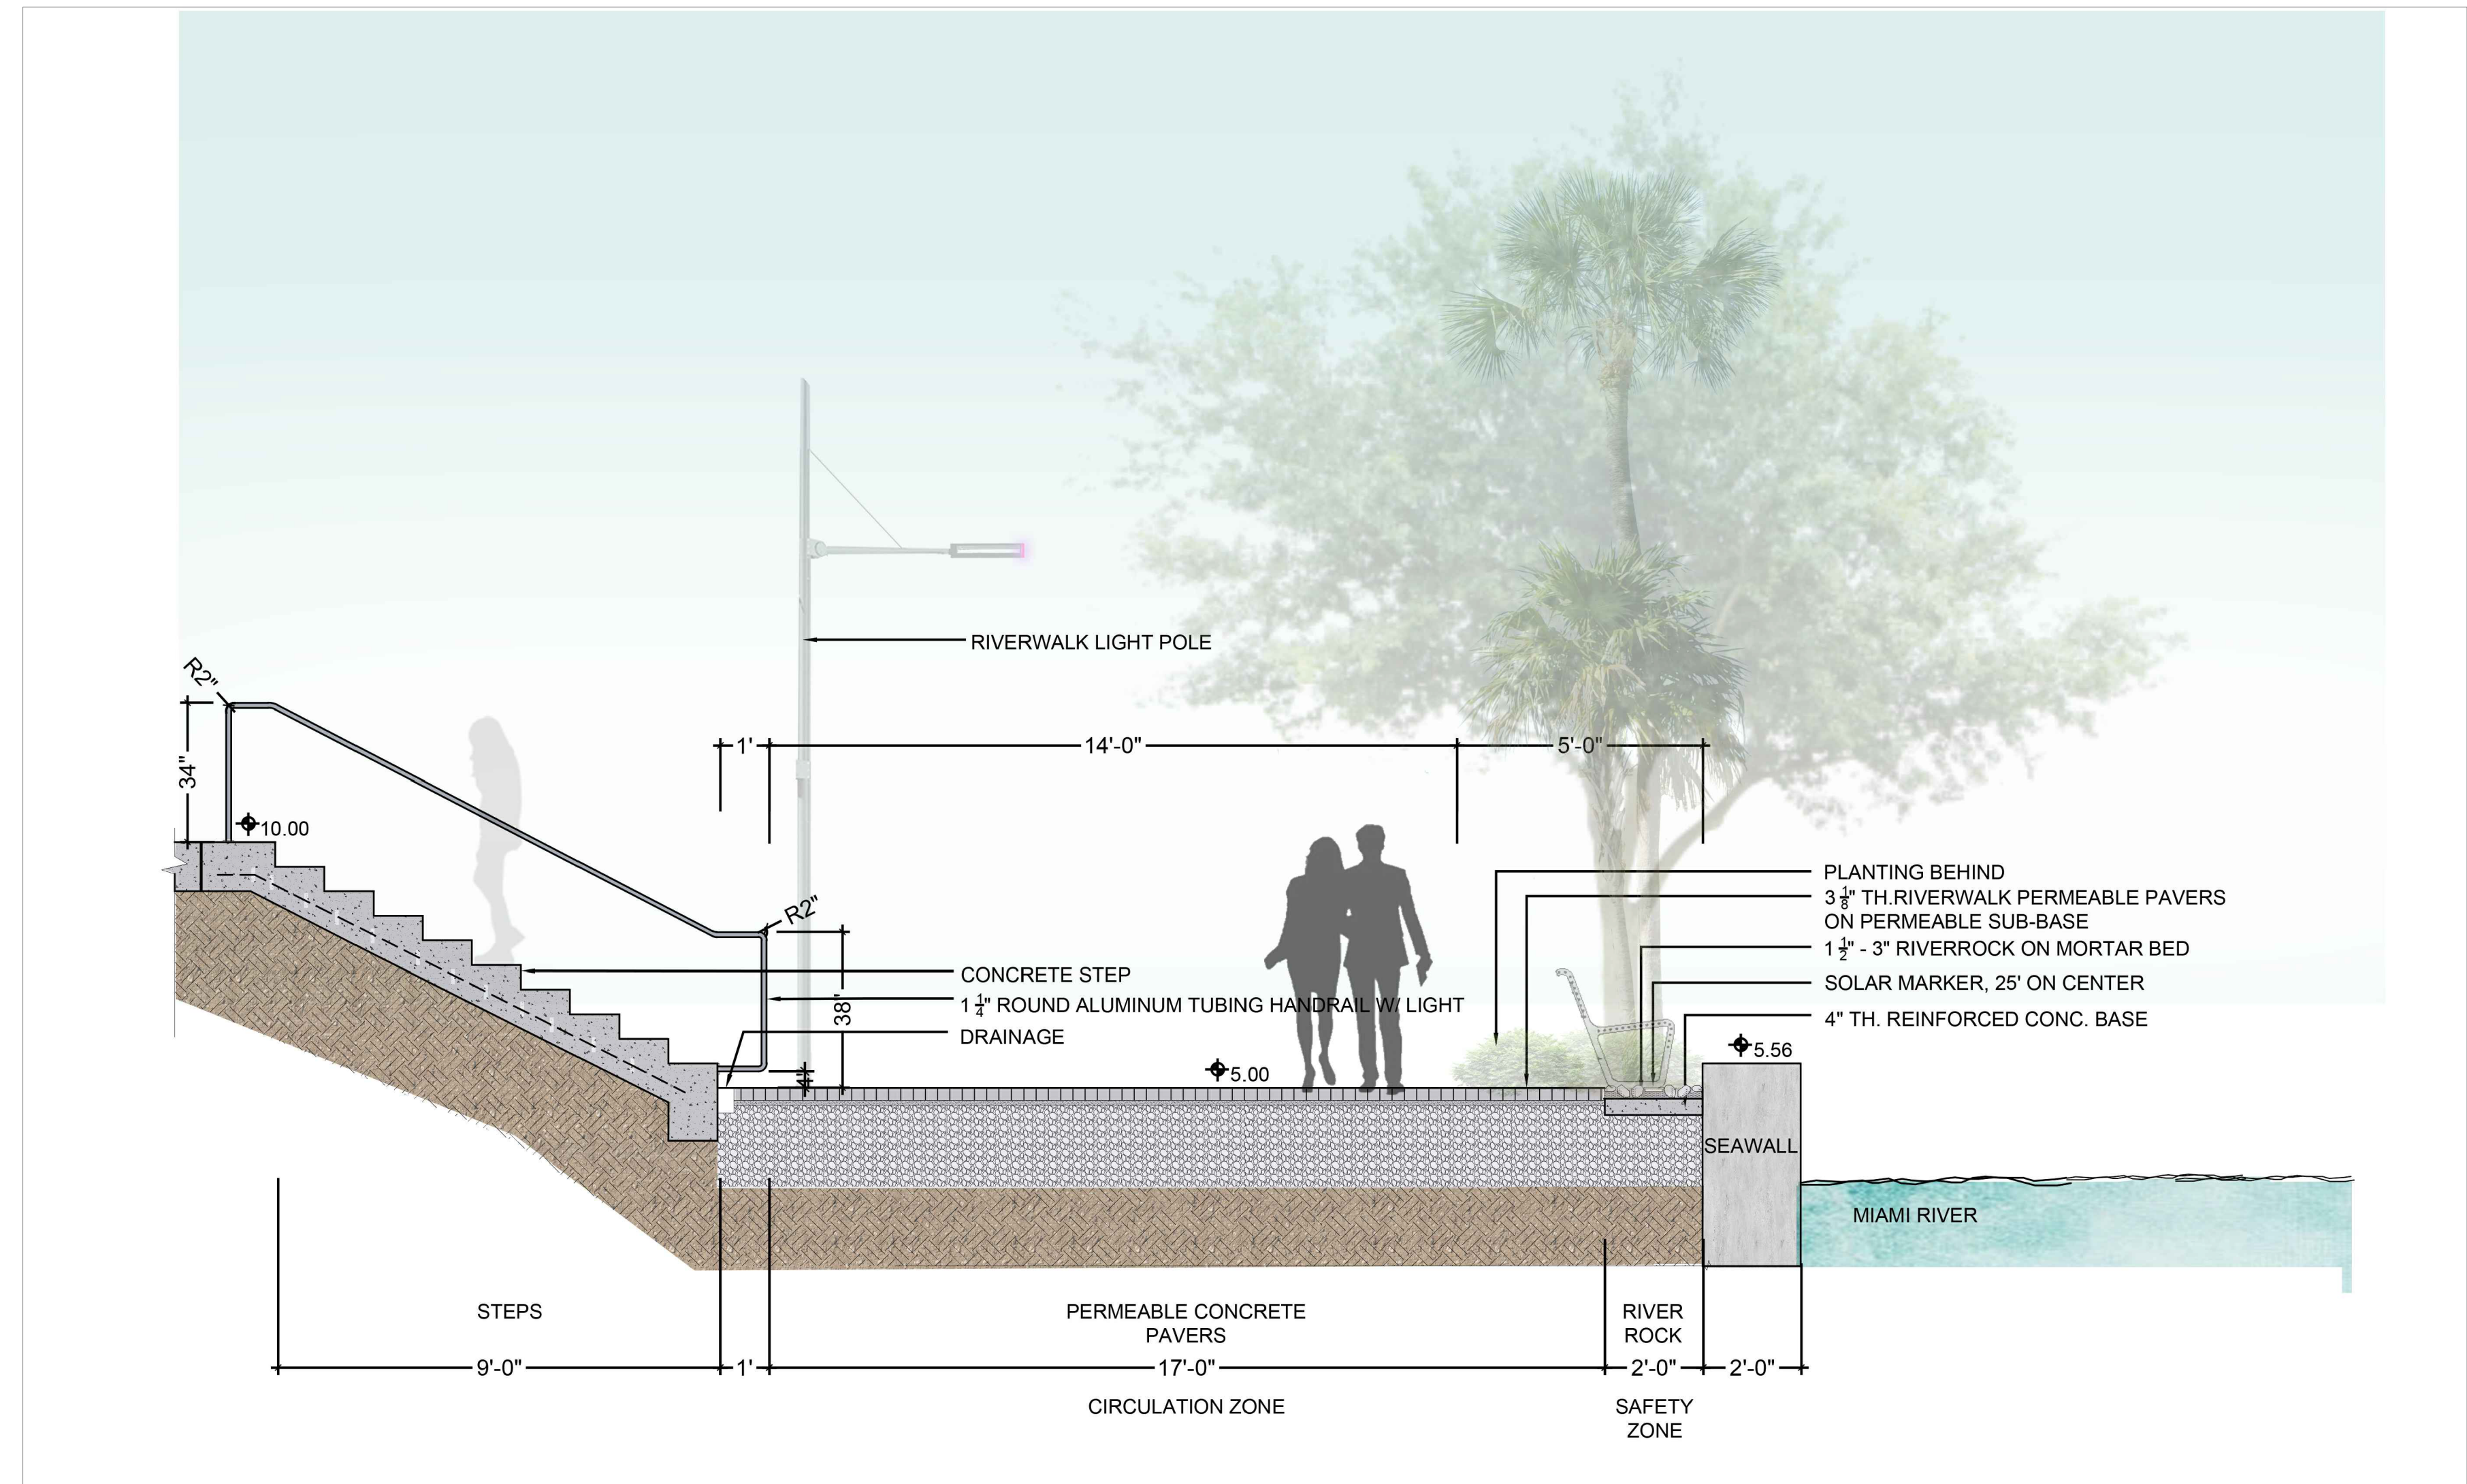 RIVERWALK LIGHT POLE
R2"
34"
10.00
1'
14'-0"
5'-0"
R2"
38"
4"
CONCRETE STEP
1 1/4" ROUND ALUMINUM TUBING HANDRAIL W/ LIGHT
DRAINAGE
5.00
PLANTING BEHIND
3 1/8" TH.RIVERWALK PERMEABLE PAVERS
ON PERMEABLE SUB-BASE
1 1/2" - 3" RIVERROCK ON MORTAR BED
SOLAR MARKER, 25' ON CENTER
4" TH. REINFORCED CONC. BASE
5.56
SEAWALL
MIAMI RIVER
STEPS
PERMEABLE CONCRETE
PAVERS
RIVER
ROCK
9'-0"
1'
17'-0"
2'-0"
2'-0"
CIRCULATION ZONE
SAFETY
ZONE